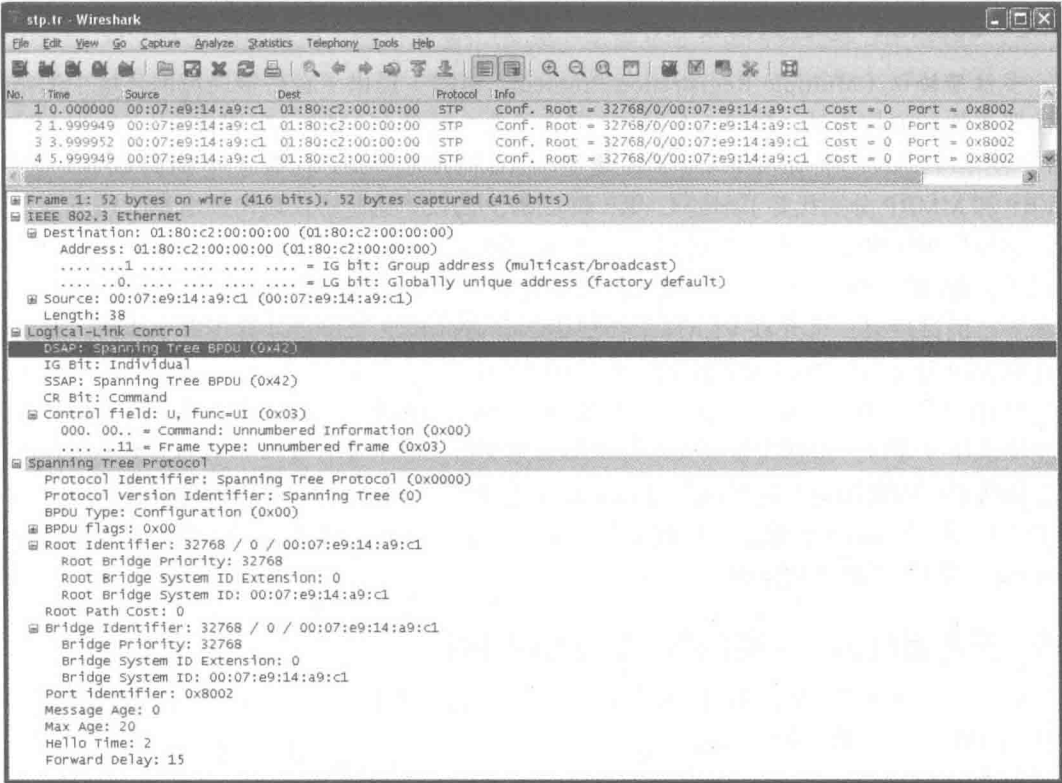 stp.tr - Wireshark
File Edit View Go Capture Analyze Statistics Telephony Tools Help
No. Time Source Dest Protocol Info
1 0.000000 00:07:e9:14:a9:c1 01:80:c2:00:00:00 STP Conf. Root = 32768/0/00:07:e9:14:a9:c1 Cost = 0 Port = 0x8002
2 1.999949 00:07:e9:14:a9:c1 01:80:c2:00:00:00 STP Conf. Root = 32768/0/00:07:e9:14:a9:c1 Cost = 0 Port = 0x8002
3 3.999952 00:07:e9:14:a9:c1 01:80:c2:00:00:00 STP Conf. Root = 32768/0/00:07:e9:14:a9:c1 Cost = 0 Port = 0x8002
4 5.999949 00:07:e9:14:a9:c1 01:80:c2:00:00:00 STP Conf. Root = 32768/0/00:07:e9:14:a9:c1 Cost = 0 Port = 0x8002
Frame 1: 52 bytes on wire (416 bits), 52 bytes captured (416 bits)
IEEE 802.3 Ethernet
Destination: 01:80:c2:00:00:00 (01:80:c2:00:00:00)
Address: 01:80:c2:00:00:00 (01:80:c2:00:00:00)
.... ...1 .... .... .... .... = IG bit: Group address (multicast/broadcast)
.... ..0. .... .... .... .... = LG bit: Globally unique address (factory default)
Source: 00:07:e9:14:a9:c1 (00:07:e9:14:a9:c1)
Length: 38
Logical-Link Control
DSAP: Spanning Tree BPDU (0x42)
IG Bit: Individual
SSAP: Spanning Tree BPDU (0x42)
CR Bit: Command
Control field: U, func=UI (0x03)
000. 00.. = Command: Unnumbered Information (0x00)
.... ..11 = Frame type: Unnumbered frame (0x03)
Spanning Tree Protocol
Protocol Identifier: Spanning Tree Protocol (0x0000)
Protocol Version Identifier: Spanning Tree (0)
BPDU Type: Configuration (0x00)
BPDU flags: 0x00
Root Identifier: 32768 / 0 / 00:07:e9:14:a9:c1
Root Bridge Priority: 32768
Root Bridge System ID Extension: 0
Root Bridge System ID: 00:07:e9:14:a9:c1
Root Path Cost: 0
Bridge Identifier: 32768 / 0 / 00:07:e9:14:a9:c1
Bridge Priority: 32768
Bridge System ID Extension: 0
Bridge System ID: 00:07:e9:14:a9:c1
Port identifier: 0x8002
Message Age: 0
Max Age: 20
Hello Time: 2
Forward Delay: 15